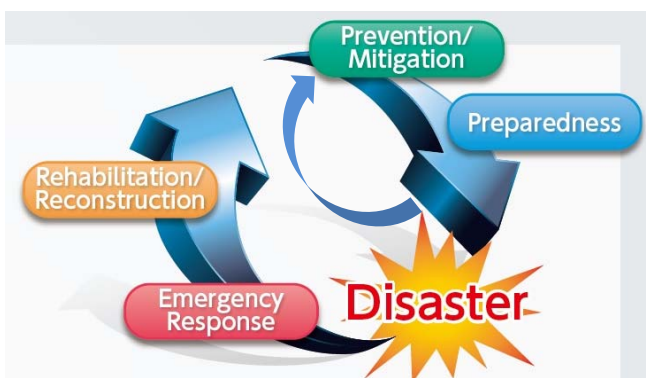 Prevention/
Mitigation
Preparedness
Disaster
Emergency
Response
Rehabilitation/
Reconstruction